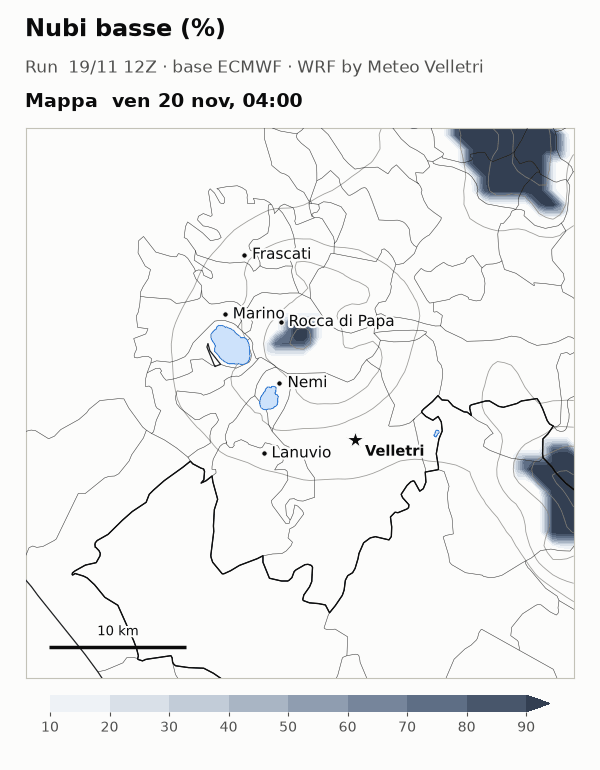 Nubi basse (%)
Run  19/11 12Z · base ECMWF · WRF by Meteo Velletri
Mappa  ven 20 nov, 04:00
Frascati
Marino
Rocca di Papa
Nemi
Velletri
Lanuvio
10 km
10 20 30 40 50 60 70 80 90